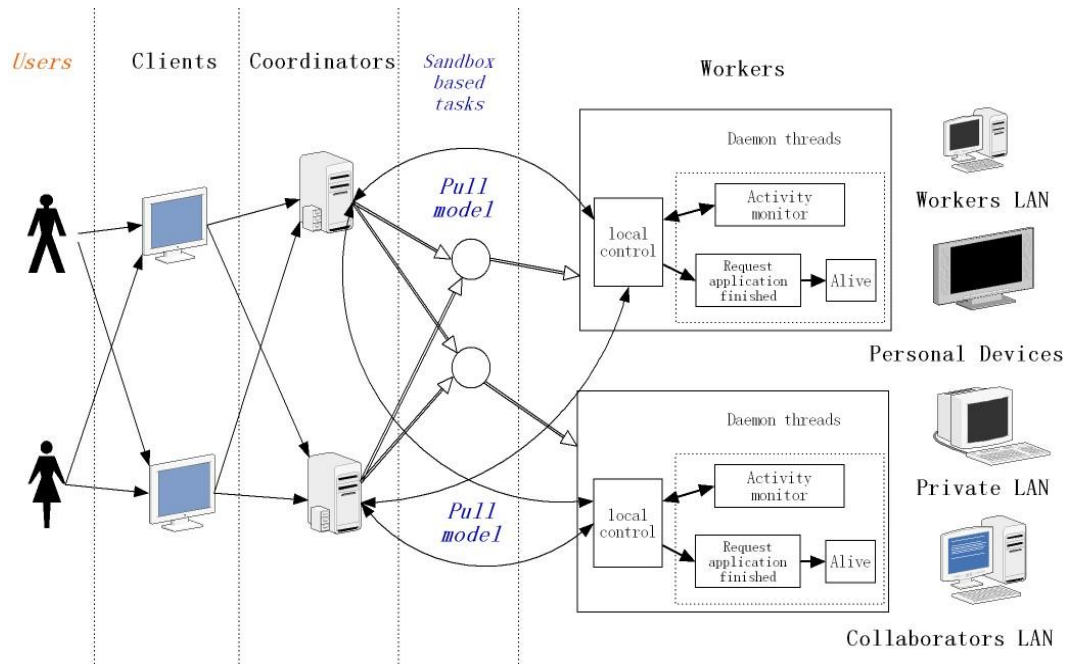 Users
Clients
Coordinators
Sandbox
based
tasks
Workers
Pull
model
Daemon threads
local
control
Activity
monitor
Request
application
finished
Alive
Workers LAN
Personal Devices
Pull
model
Daemon threads
local
control
Activity
monitor
Request
application
finished
Alive
Private LAN
Collaborators LAN